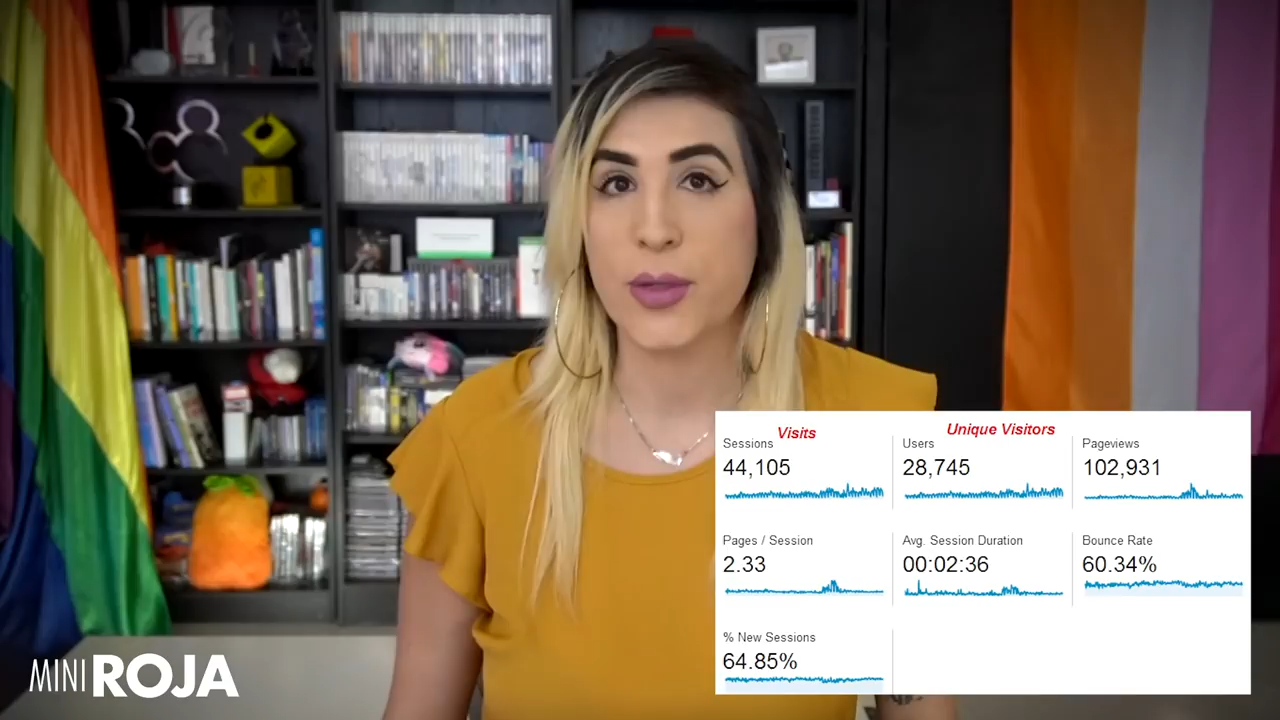 Visits
Unique Visitors
Sessions
Users
Pageviews
44,105
28,745
102,931
Pages / Session
Avg. Session Duration
Bounce Rate
2.33
00:02:36
60.34%
% New Sessions
64.85%
MINI ROJA